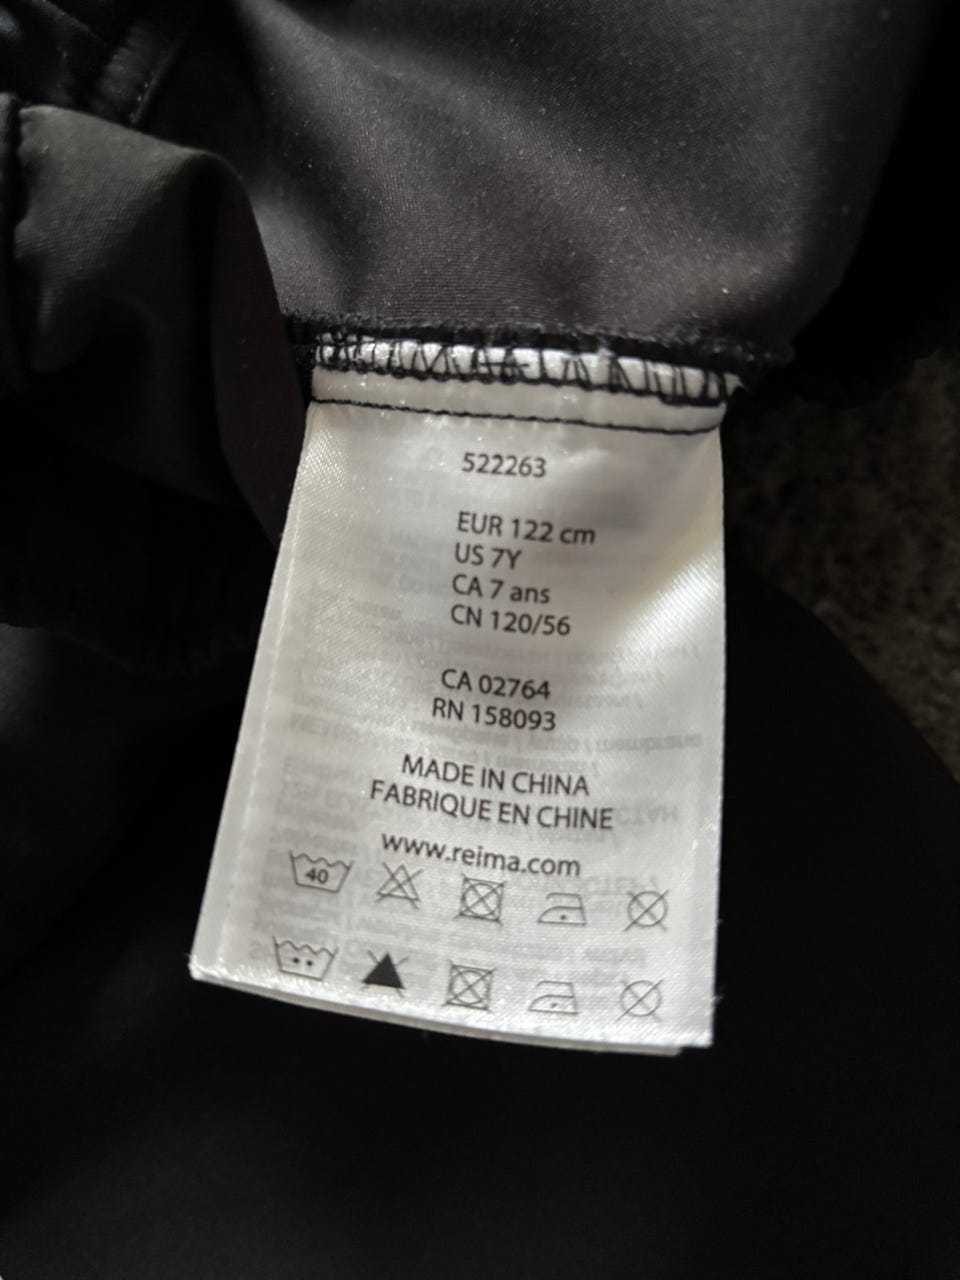 522263
EUR 122 cm
US 7Y
CA 7 ans
CN 120/56
CA 02764
RN 158093
MADE IN CHINA
FABRIQUE EN CHINE
www.reima.com
40